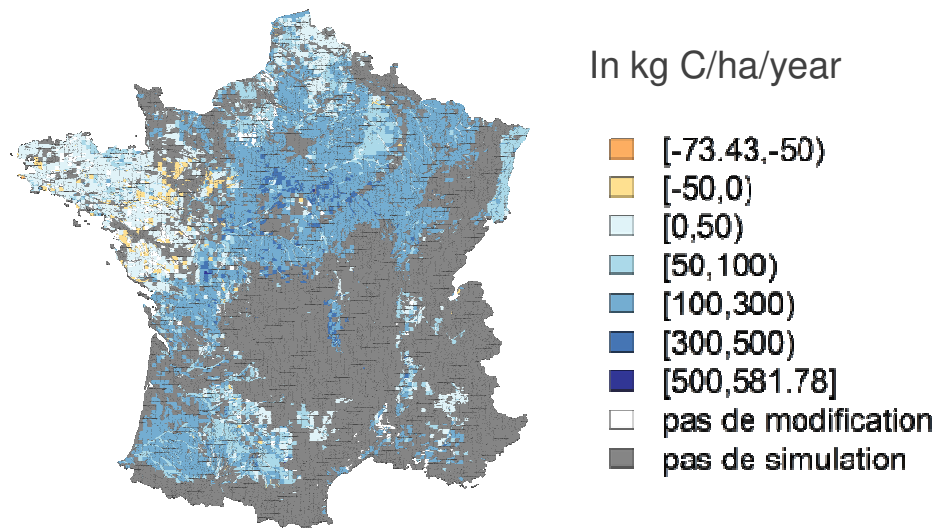 In kg C/ha/year
[-73.43,-50)
[-50,0)
[0,50)
[50,100)
[100,300)
[300,500)
[500,581.78]
pas de modification
pas de simulation